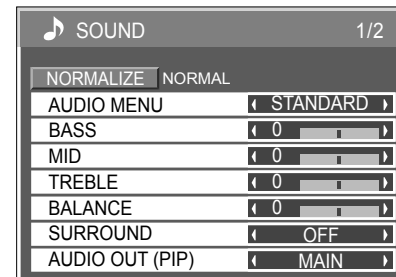 SOUND 1/2
NORMALIZE NORMAL
AUDIO MENU STANDARD
BASS 0
MID 0
TREBLE 0
BALANCE 0
SURROUND OFF
AUDIO OUT (PIP) MAIN